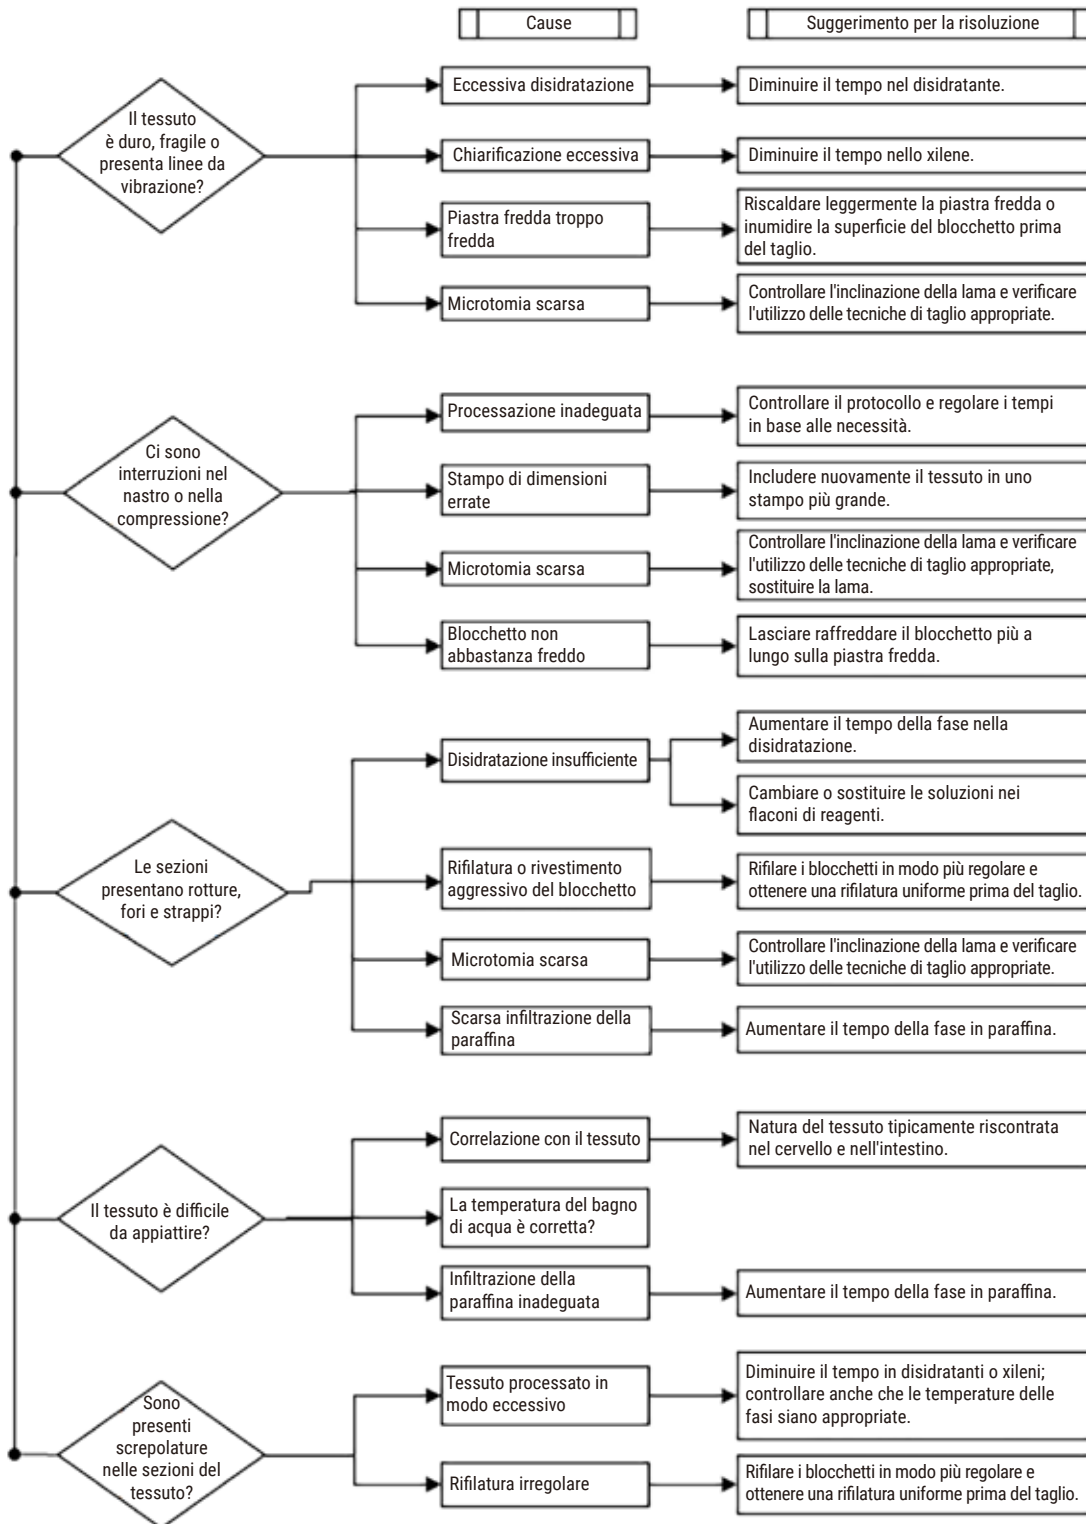 Cause
Suggerimento per la risoluzione
Il tessuto
è duro, fragile o
presenta linee da
vibrazione?
Eccessiva disidratazione
Diminuire il tempo nel disidratante.
Chiarificazione eccessiva
Diminuire il tempo nello xilene.
Piastra fredda troppo
fredda
Riscaldare leggermente la piastra fredda o
inumidire la superficie del blocchetto prima
del taglio.
Microtomia scarsa
Controllare l'inclinazione della lama e verificare
l'utilizzo delle tecniche di taglio appropriate.
Ci sono
interruzioni nel
nastro o nella
compressione?
Processazione inadeguata
Controllare il protocollo e regolare i tempi
in base alle necessità.
Stampo di dimensioni
errate
Includere nuovamente il tessuto in uno
stampo più grande.
Microtomia scarsa
Controllare l'inclinazione della lama e verificare
l'utilizzo delle tecniche di taglio appropriate,
sostituire la lama.
Blocchetto non
abbastanza freddo
Lasciare raffreddare il blocchetto più a
lungo sulla piastra fredda.
Le sezioni
presentano rotture,
fori e strappi?
Disidratazione insufficiente
Aumentare il tempo della fase nella
disidratazione.
Cambiare o sostituire le soluzioni nei
flaconi di reagenti.
Rifilatura o rivestimento
aggressivo del blocchetto
Rifilare i blocchetti in modo più regolare e
ottenere una rifilatura uniforme prima del taglio.
Microtomia scarsa
Controllare l'inclinazione della lama e verificare
l'utilizzo delle tecniche di taglio appropriate.
Scarsa infiltrazione della
paraffina
Aumentare il tempo della fase in paraffina.
Il tessuto è difficile
da appiattire?
Correlazione con il tessuto
Natura del tessuto tipicamente riscontrata
nel cervello e nell'intestino.
La temperatura del bagno
di acqua è corretta?
Infiltrazione della
paraffina inadeguata
Aumentare il tempo della fase in paraffina.
Sono
presenti
screpolature
nelle sezioni del
tessuto?
Tessuto processato in
modo eccessivo
Diminuire il tempo in disidratanti o xileni;
controllare anche che le temperature delle
fasi siano appropriate.
Rifilatura irregolare
Rifilare i blocchetti in modo più regolare e
ottenere una rifilatura uniforme prima del taglio.